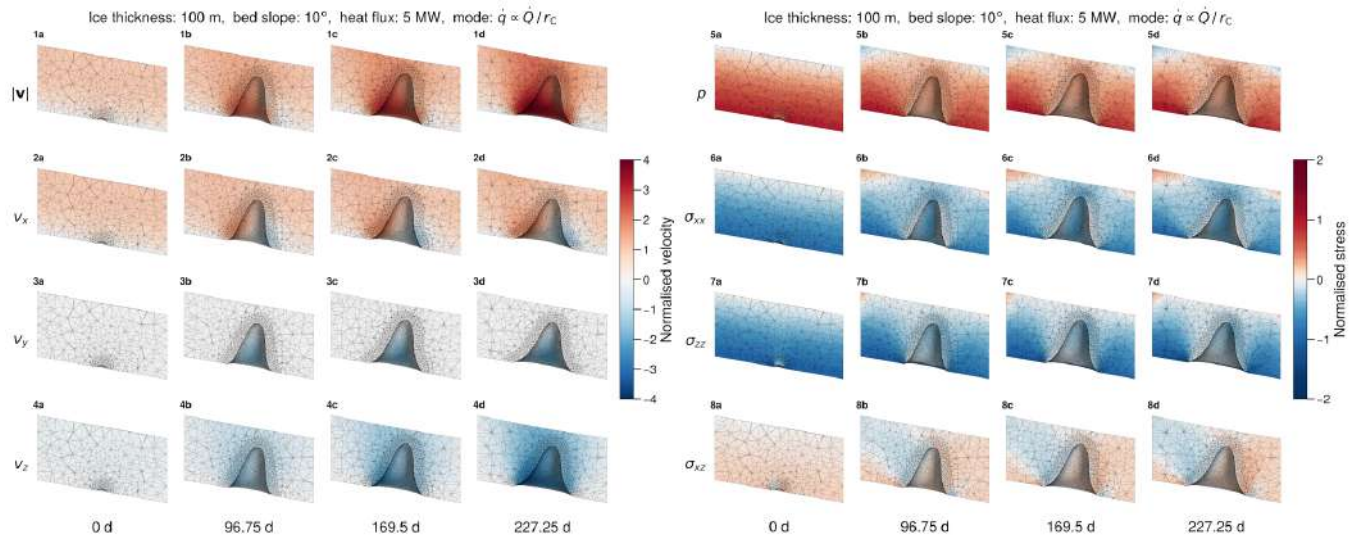 Ice thickness: 100 m, bed slope: 10°, heat flux: 5 MW, mode: q̇ ∝ Q̇/r_C
1a 1b 1c 1d
|v|
2a 2b 2c 2d
v_x
3a 3b 3c 3d
v_y
4a 4b 4c 4d
v_z
0 d 96.75 d 169.5 d 227.25 d
4
3
2
1
0
−1
−2
−3
−4
Normalised velocity
Ice thickness: 100 m, bed slope: 10°, heat flux: 5 MW, mode: q̇ ∝ Q̇/r_C
5a 5b 5c 5d
p
6a 6b 6c 6d
σ_xx
7a 7b 7c 7d
σ_zz
8a 8b 8c 8d
σ_xz
0 d 96.75 d 169.5 d 227.25 d
2
1
0
-1
-2
Normalised stress